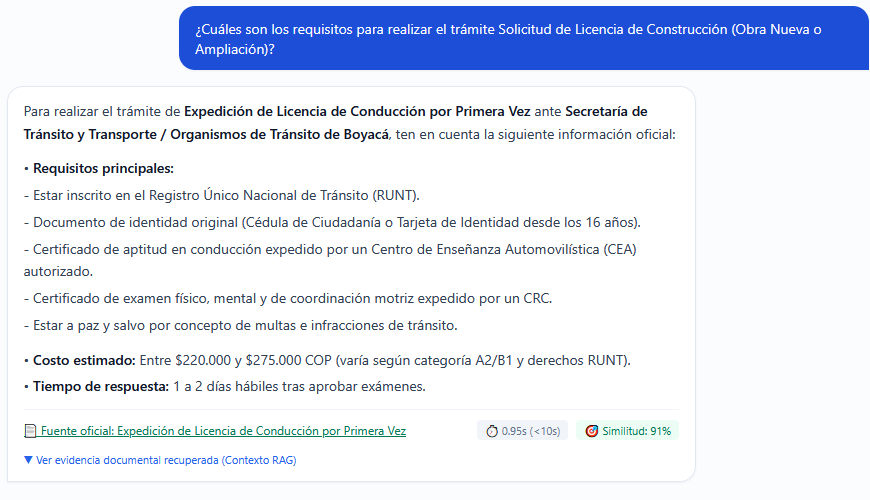 ¿Cuáles son los requisitos para realizar el trámite Solicitud de Licencia de Construcción (Obra Nueva o
Ampliación)?
Para realizar el trámite de Expedición de Licencia de Conducción por Primera Vez ante Secretaría de
Tránsito y Transporte / Organismos de Tránsito de Boyacá, ten en cuenta la siguiente información oficial:
• Requisitos principales:
- Estar inscrito en el Registro Único Nacional de Tránsito (RUNT).
- Documento de identidad original (Cédula de Ciudadanía o Tarjeta de Identidad desde los 16 años).
- Certificado de aptitud en conducción expedido por un Centro de Enseñanza Automovilística (CEA)
autorizado.
- Certificado de examen físico, mental y de coordinación motriz expedido por un CRC.
- Estar a paz y salvo por concepto de multas e infracciones de tránsito.
• Costo estimado: Entre $220.000 y $275.000 COP (varía según categoría A2/B1 y derechos RUNT).
• Tiempo de respuesta: 1 a 2 días hábiles tras aprobar exámenes.
Fuente oficial: Expedición de Licencia de Conducción por Primera Vez 0.95s (<10s) Similitud: 91%
▼ Ver evidencia documental recuperada (Contexto RAG)